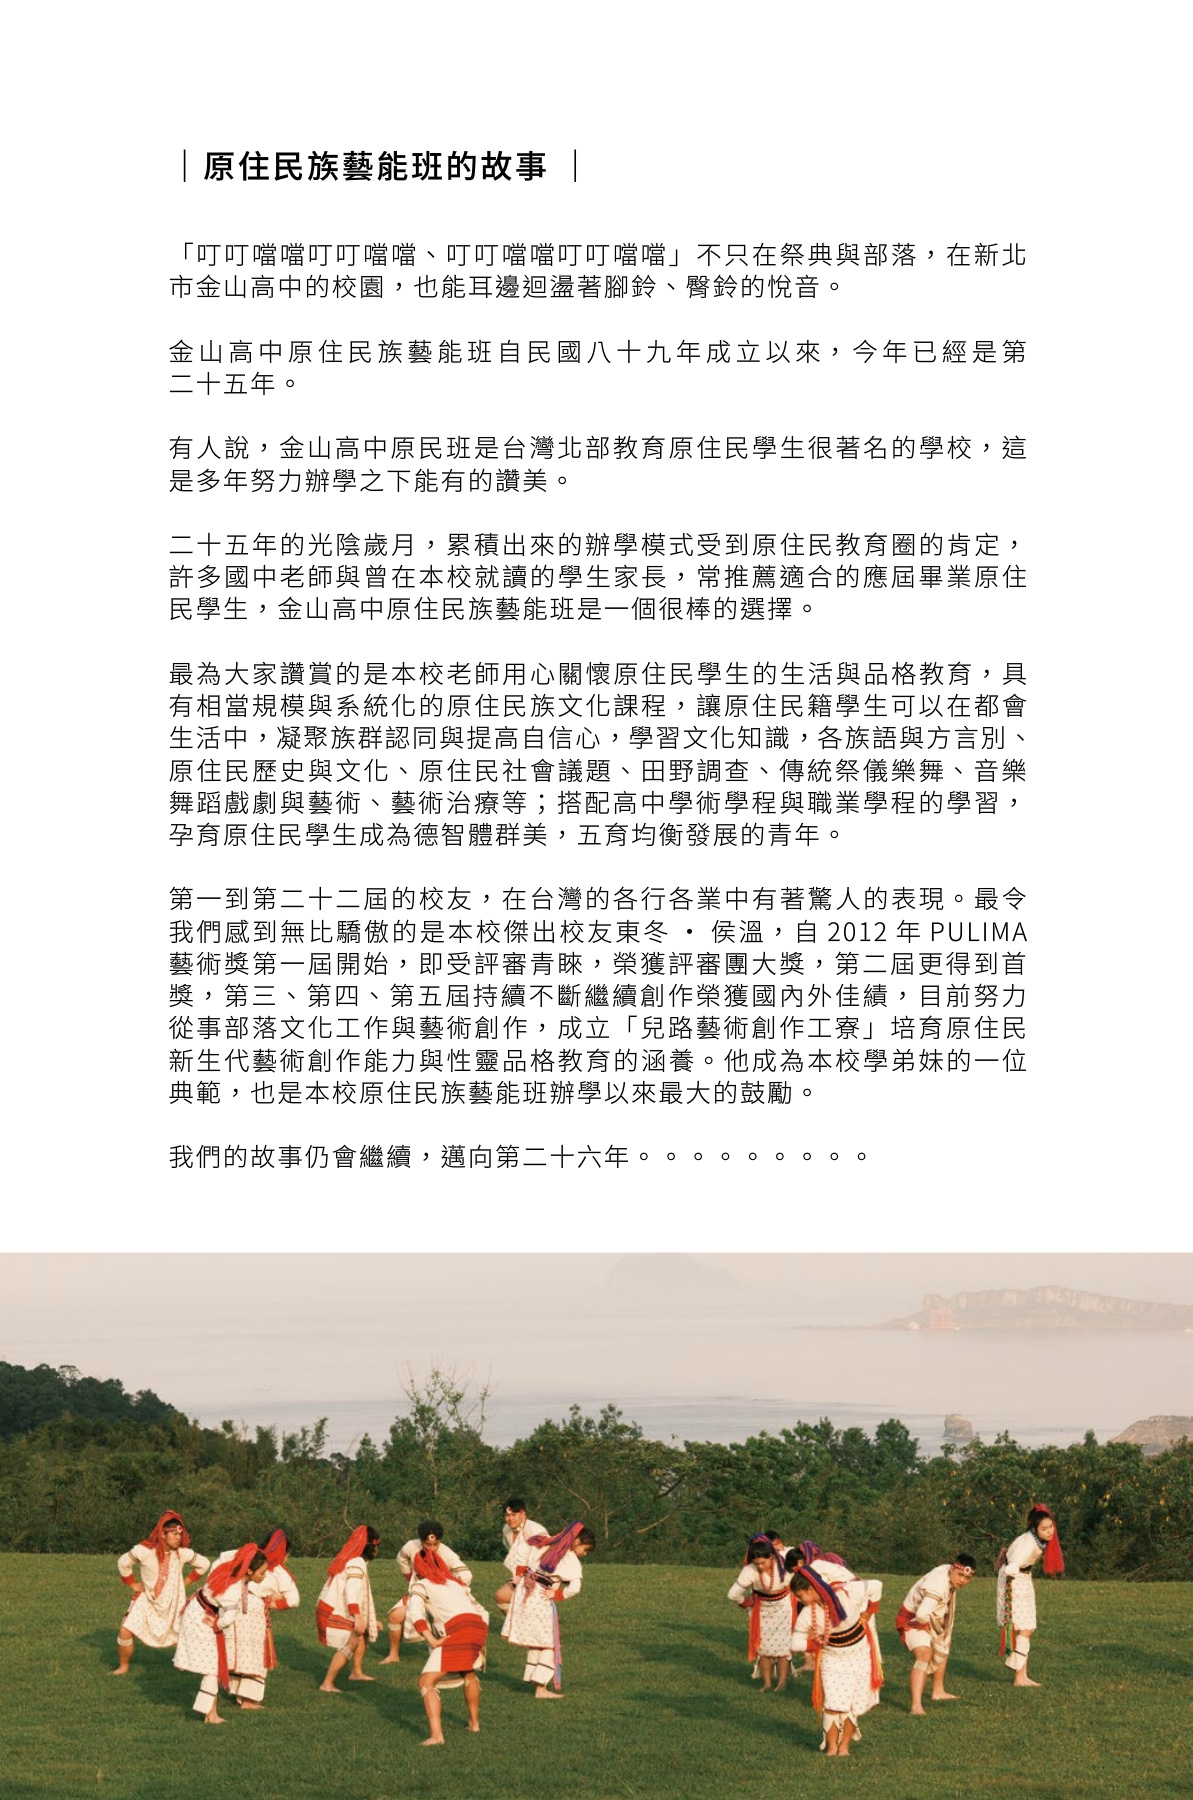 ｜原住民族藝能班的故事 ｜
「叮叮噹噹叮叮噹噹、叮叮噹噹叮叮噹噹」不只在祭典與部落，在新北
市金山高中的校園，也能耳邊迴盪著腳鈴、臀鈴的悅音。
金山高中原住民族藝能班自民國八十九年成立以來，今年已經是第
二十五年。
有人說，金山高中原民班是台灣北部教育原住民學生很著名的學校，這
是多年努力辦學之下能有的讚美。
二十五年的光陰歲月，累積出來的辦學模式受到原住民教育圈的肯定，
許多國中老師與曾在本校就讀的學生家長，常推薦適合的應屆畢業原住
民學生，金山高中原住民族藝能班是一個很棒的選擇。
最為大家讚賞的是本校老師用心關懷原住民學生的生活與品格教育，具
有相當規模與系統化的原住民族文化課程，讓原住民籍學生可以在都會
生活中，凝聚族群認同與提高自信心，學習文化知識，各族語與方言別、
原住民歷史與文化、原住民社會議題、田野調查、傳統祭儀樂舞、音樂
舞蹈戲劇與藝術、藝術治療等；搭配高中學術學程與職業學程的學習，
孕育原住民學生成為德智體群美，五育均衡發展的青年。
第一到第二十二屆的校友，在台灣的各行各業中有著驚人的表現。最令
我們感到無比驕傲的是本校傑出校友東冬 • 侯溫，自 2012 年 PULIMA
藝術獎第一屆開始，即受評審青睞，榮獲評審團大獎，第二屆更得到首
獎，第三、第四、第五屆持續不斷繼續創作榮獲國內外佳績，目前努力
從事部落文化工作與藝術創作，成立「兒路藝術創作工寮」培育原住民
新生代藝術創作能力與性靈品格教育的涵養。他成為本校學弟妹的一位
典範，也是本校原住民族藝能班辦學以來最大的鼓勵。
我們的故事仍會繼續，邁向第二十六年。。。。。。。。。